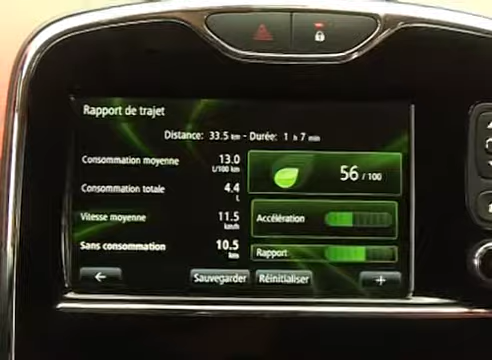 Rapport de trajet
Distance: 33.5 km - Durée: 1 h 7 min
Consommation moyenne 13.0 L/100 km
56 / 100
Consommation totale 4.4 L
Vitesse moyenne 11.5 km/h
Accélération
Sans consommation 10.5 km
Rapport
Sauvegarder Réinitialiser +